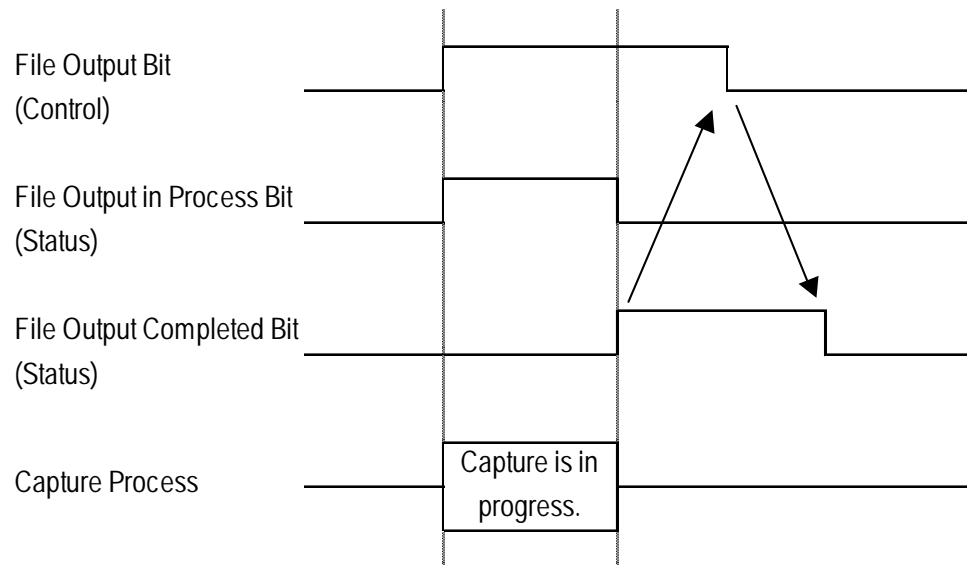 File Output Bit
(Control)
File Output in Process Bit
(Status)
File Output Completed Bit
(Status)
Capture Process
Capture is in
progress.